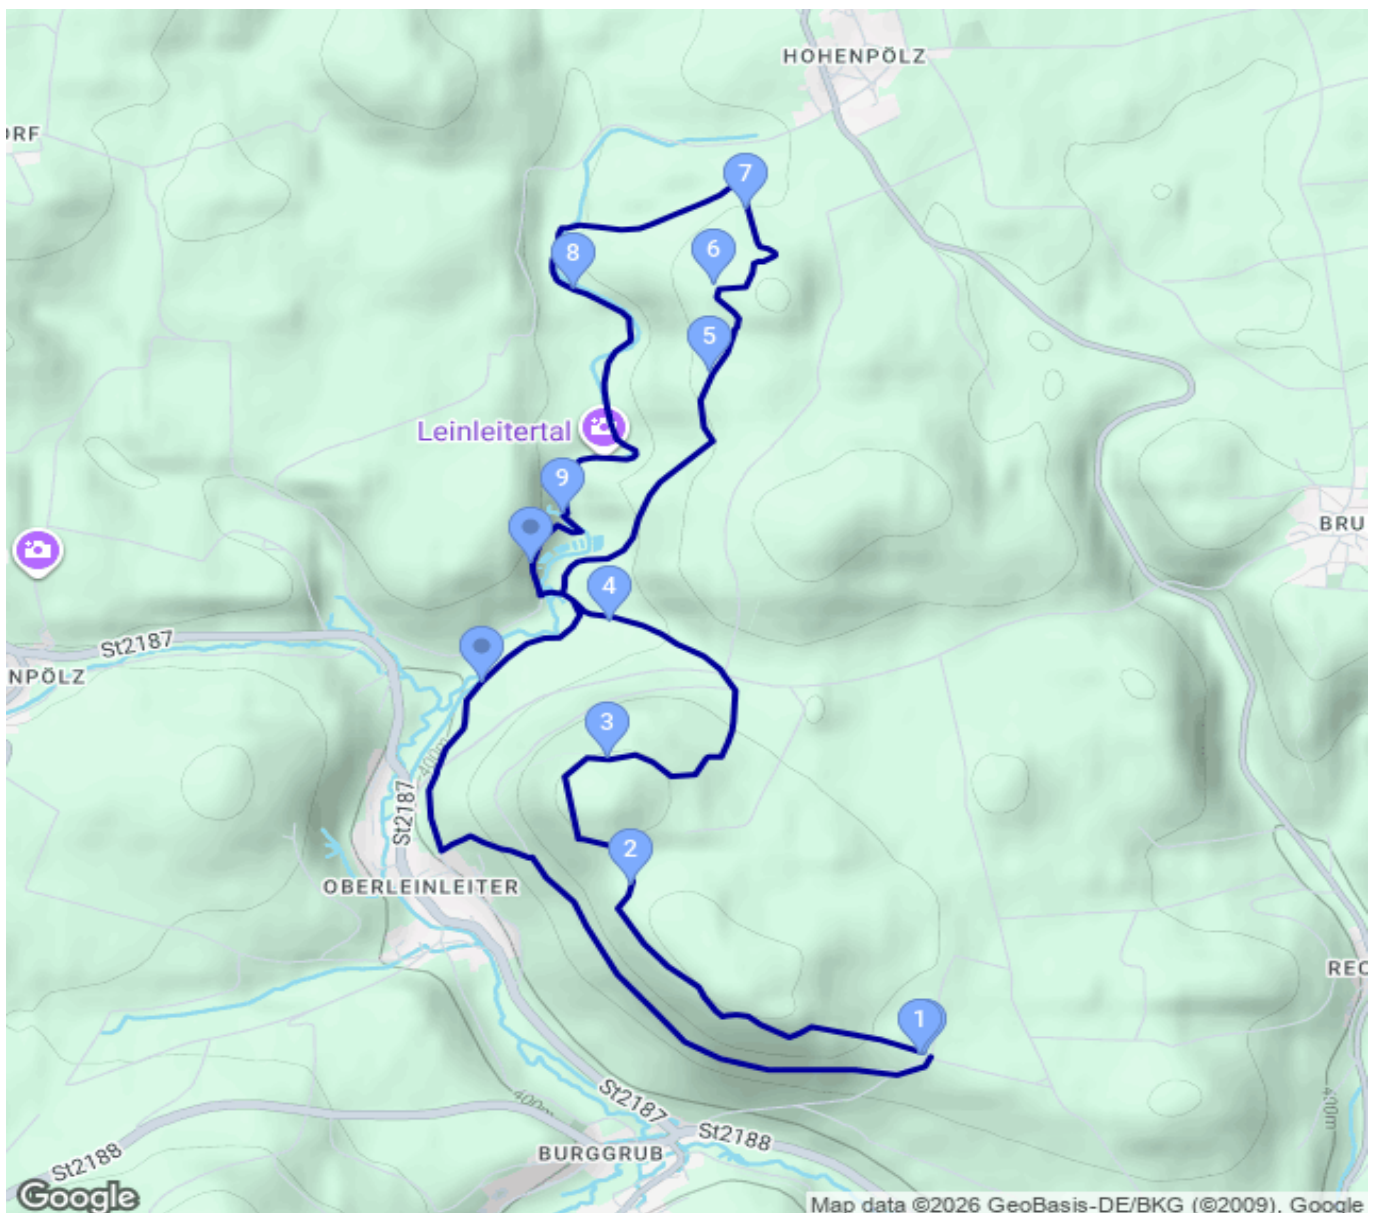 HOHENPÖLZ
ORF
7
6
8
5
Leinleitertal
9
BRU
4
St2187
NPÖLZ
3
400m
St2187
2
OBERLEINLEITER
REC
1
St2187
400m
400m
St2188
BURGGRUB
St2188
Google
Map data ©2026 GeoBasis-DE/BKG (©2009), Google